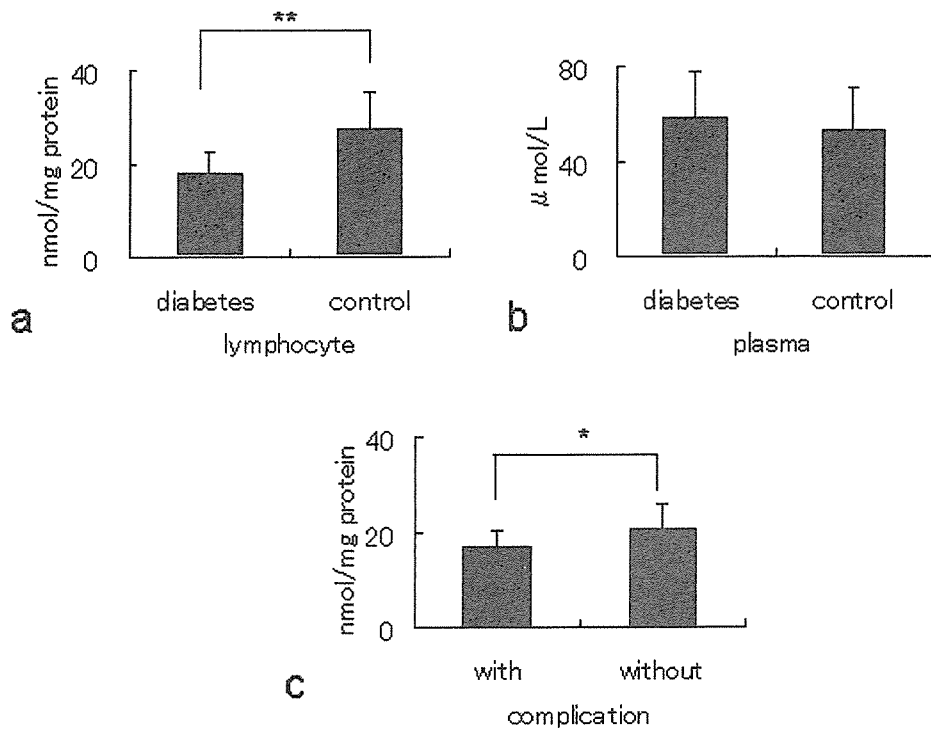 **
nmol/mg protein
40
20
0
diabetes control
lymphocyte
a
μ mol/L
80
40
0
diabetes control
plasma
b
*
nmol/mg protein
40
20
0
with without
complication
c